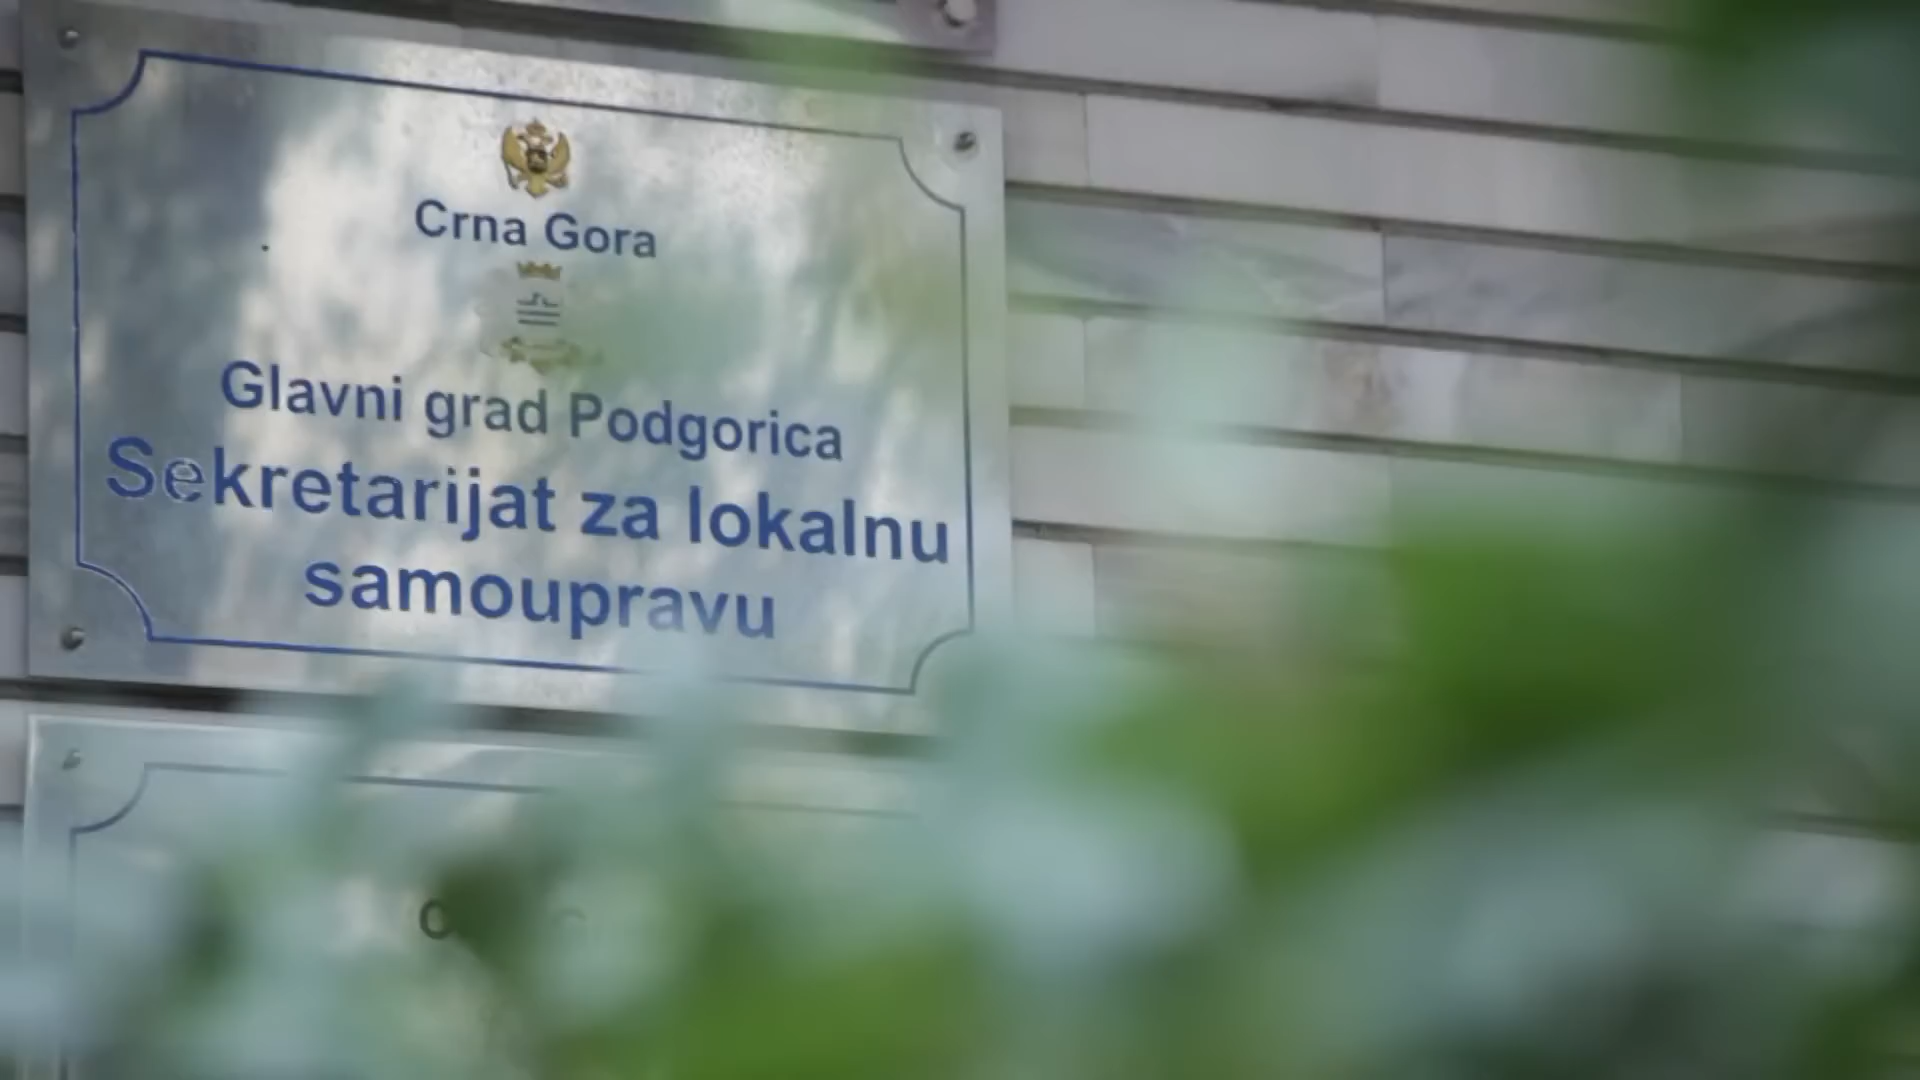 Crna Gora
Glavni grad Podgorica
Sekretarijat za lokalnu
samoupravu